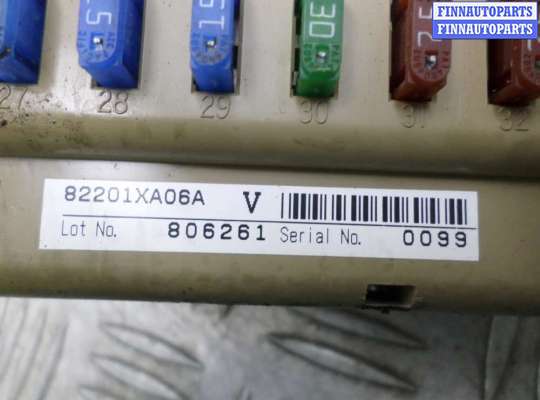 FINNAUTOPARTS
FINNAUTOPARTS
15
15
30
27
28
29
30
31
32
82201XA06A V
Lot No. 806261 Serial No. 0099